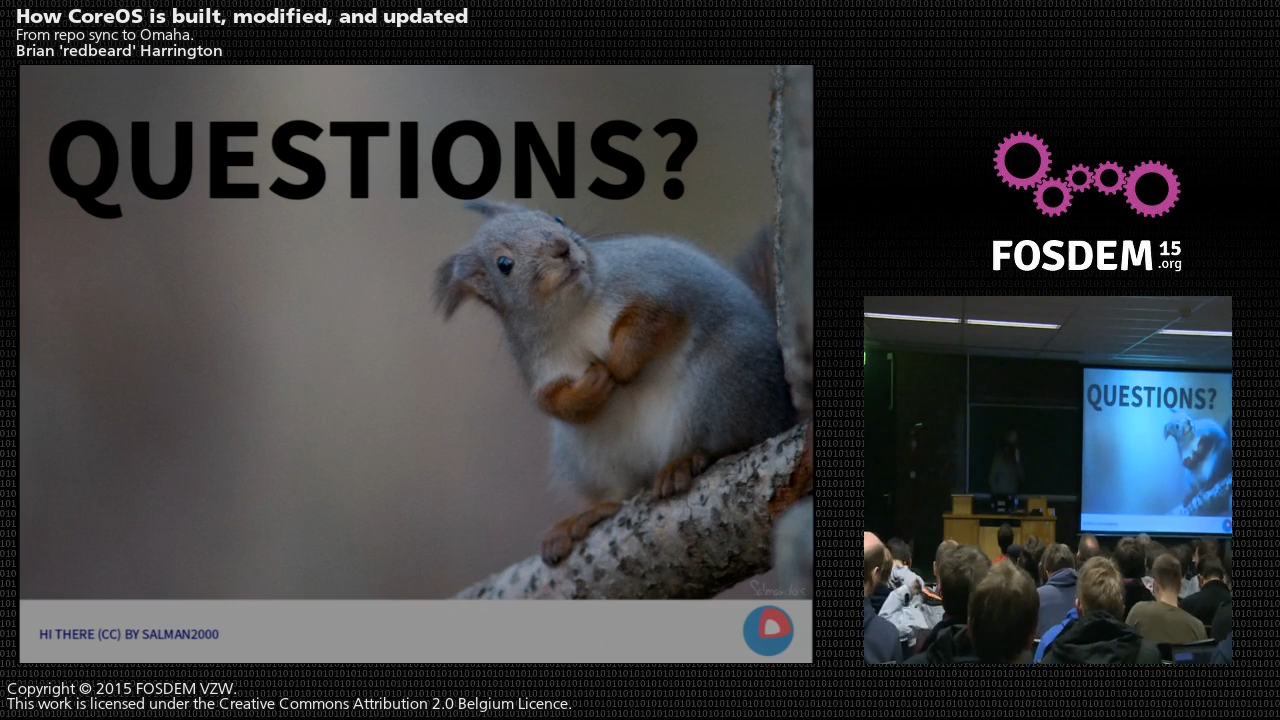 How CoreOS is built, modified, and updated
From repo sync to Omaha.
Brian 'redbeard' Harrington
QUESTIONS?
Salman2000
HI THERE (CC) BY SALMAN2000
FOSDEM 15
.org
QUESTIONS?
Copyright © 2015 FOSDEM VZW.
This work is licensed under the Creative Commons Attribution 2.0 Belgium Licence.